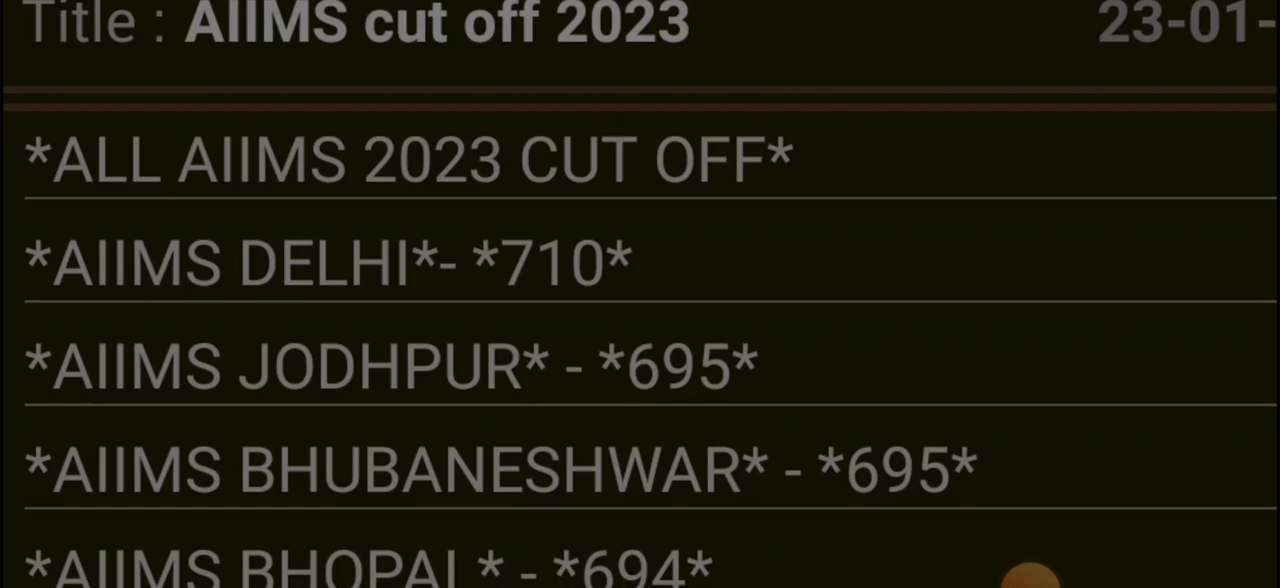 Title : AIIMS cut off 2023 23-01-
*ALL AIIMS 2023 CUT OFF*
*AIIMS DELHI*- *710*
*AIIMS JODHPUR* - *695*
*AIIMS BHUBANESHWAR* - *695*
*AIIMS BHOPAL* - *694*